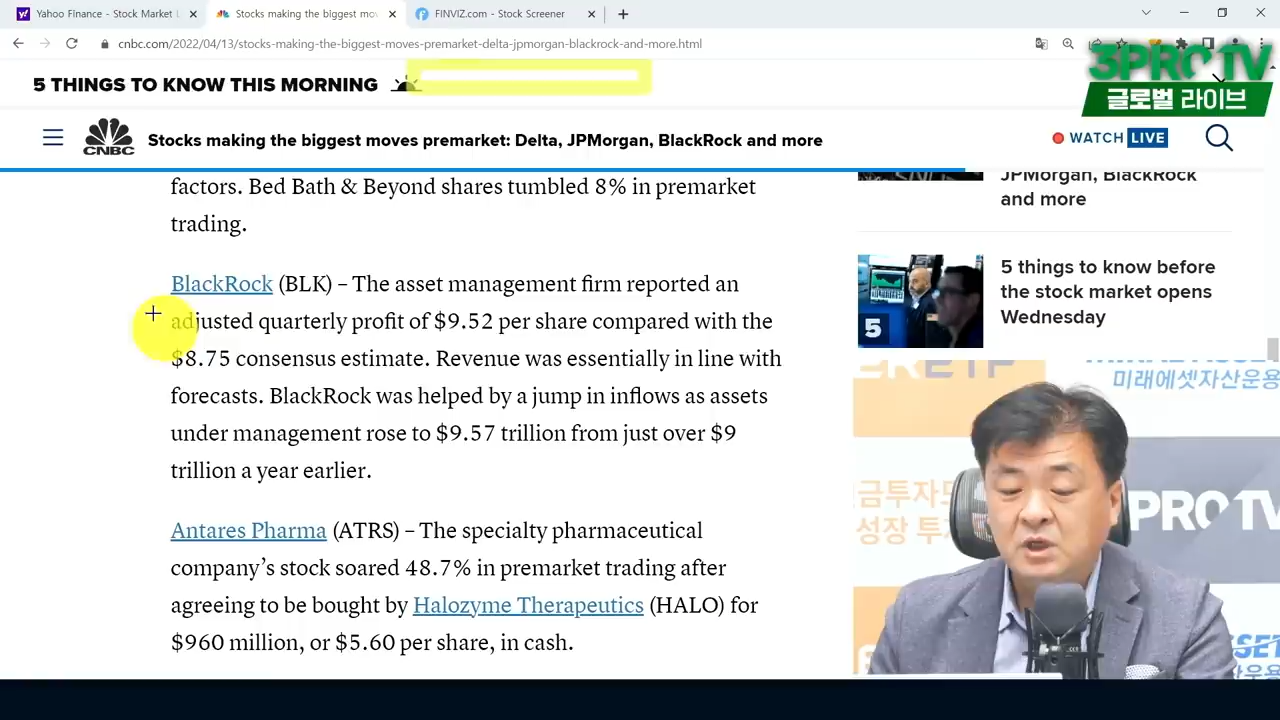 Yahoo Finance - Stock Market L
Stocks making the biggest mov
FINVIZ.com - Stock Screener
cnbc.com/2022/04/13/stocks-making-the-biggest-moves-premarket-delta-jpmorgan-blackrock-and-more.html
3PROTV
글로벌 라이브
5 THINGS TO KNOW THIS MORNING
CNBC
Stocks making the biggest moves premarket: Delta, JPMorgan, BlackRock and more
WATCH LIVE
factors. Bed Bath & Beyond shares tumbled 8% in premarket
trading.
BlackRock (BLK) – The asset management firm reported an
adjusted quarterly profit of $9.52 per share compared with the
$8.75 consensus estimate. Revenue was essentially in line with
forecasts. BlackRock was helped by a jump in inflows as assets
under management rose to $9.57 trillion from just over $9
trillion a year earlier.
Antares Pharma (ATRS) – The specialty pharmaceutical
company’s stock soared 48.7% in premarket trading after
agreeing to be bought by Halozyme Therapeutics (HALO) for
$960 million, or $5.60 per share, in cash.
JPMorgan, BlackRock
and more
5 things to know before
the stock market opens
Wednesday
5
미래에셋자산운용
성장 투
3PROTV